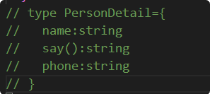 // type PersonDetail={
//   name:string
//   say():string
//   phone:string
// }